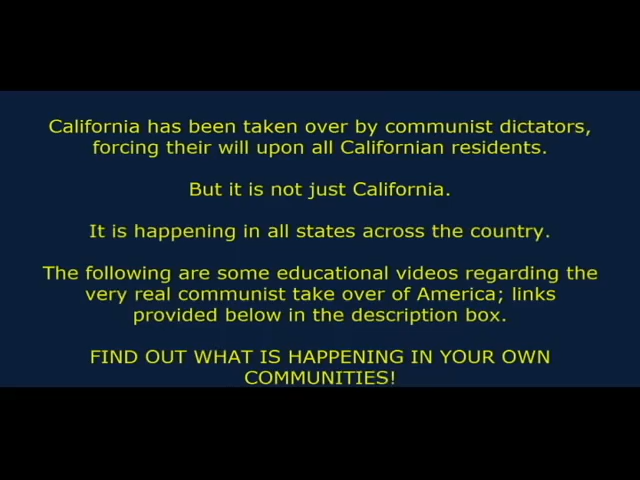 California has been taken over by communist dictators,
forcing their will upon all Californian residents.
But it is not just California.
It is happening in all states across the country.
The following are some educational videos regarding the
very real communist take over of America; links
provided below in the description box.
FIND OUT WHAT IS HAPPENING IN YOUR OWN
COMMUNITIES!